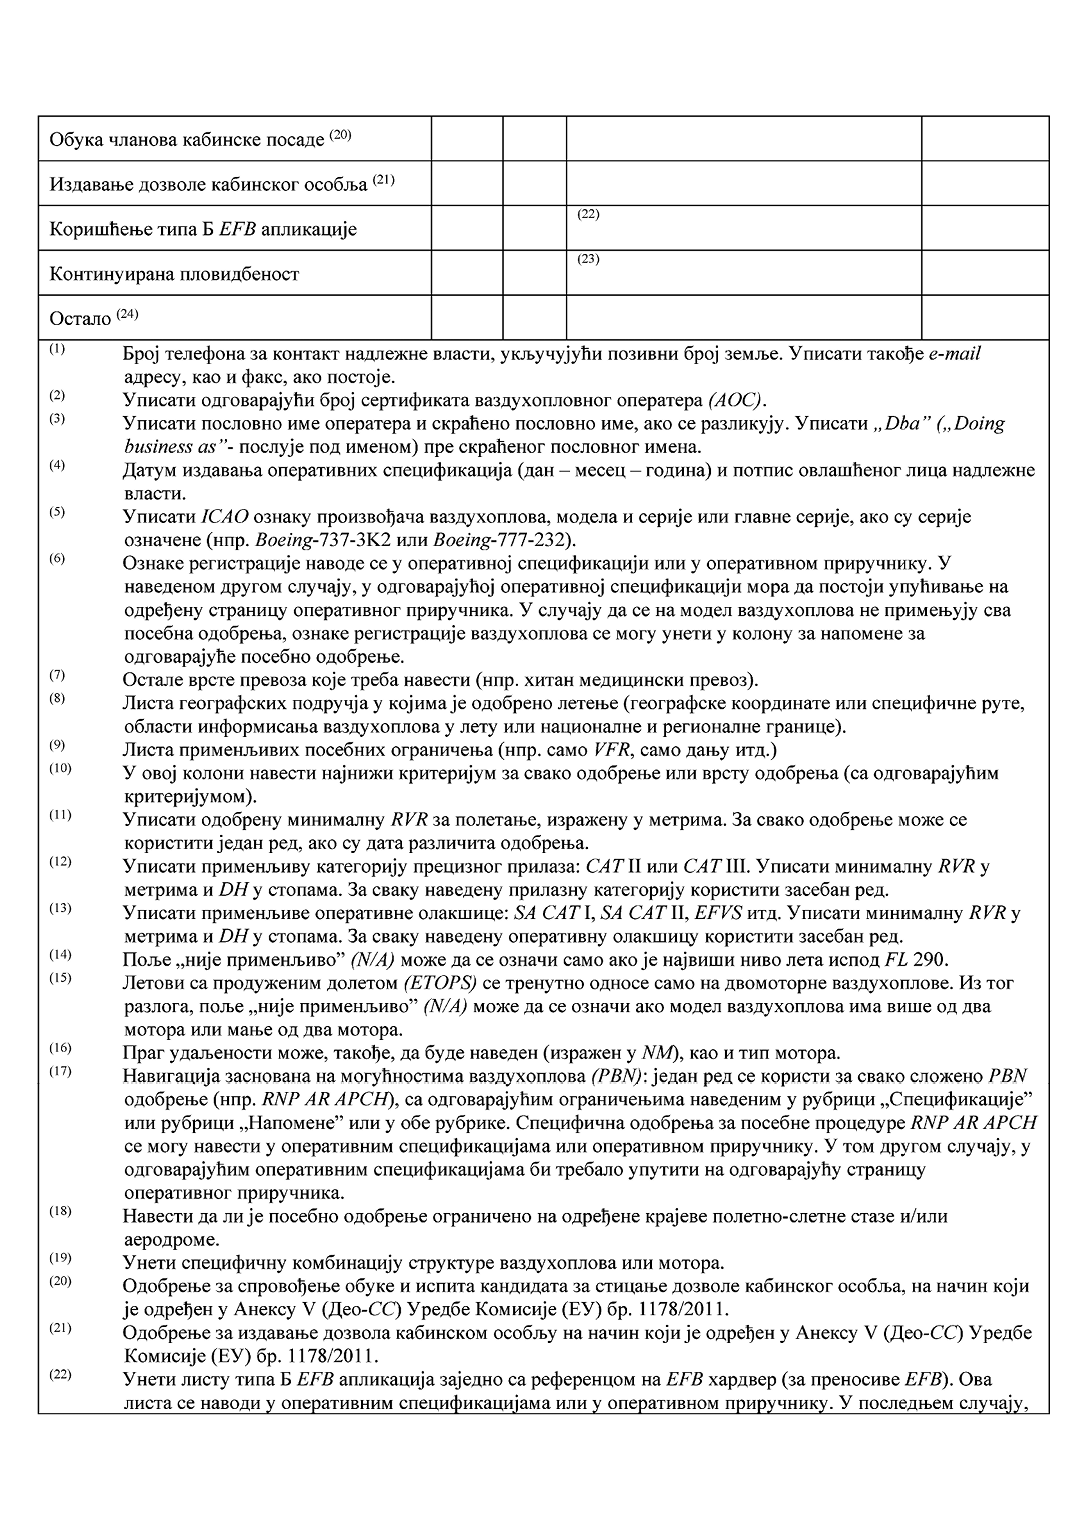 Обука чланова кабинске посаде (20)
Издавање дозволе кабинског особља (21)
(22)
Коришћење типа Б EFB апликације
(23)
Континуирана пловидбеност
Остало (24)
(1) Број телефона за контакт надлежне власти, укључујући позивни број земље. Уписати такође e-mail
адресу, као и факс, ако постоје.
(2) Уписати одговарајући број сертификата ваздухопловног оператера (AOC).
(3) Уписати пословно име оператера и скраћено пословно име, ако се разликују. Уписати „Dba” („Doing
business as”- послује под именом) пре скраћеног пословног имена.
(4) Датум издавања оперативних спецификација (дан – месец – година) и потпис овлашћеног лица надлежне
власти.
(5) Уписати ICAO ознаку произвођача ваздухоплова, модела и серије или главне серије, ако су серије
означене (нпр. Boeing-737-3K2 или Boeing-777-232).
(6) Ознаке регистрације наводе се у оперативној спецификацији или у оперативном приручнику. У
наведеном другом случају, у одговарајућој оперативној спецификацији мора да постоји упућивање на
одређену страницу оперативног приручника. У случају да се на модел ваздухоплова не примењују сва
посебна одобрења, ознаке регистрације ваздухоплова се могу унети у колону за напомене за
одговарајуће посебно одобрење.
(7) Остале врсте превоза које треба навести (нпр. хитан медицински превоз).
(8) Листа географских подручја у којима је одобрено летење (географске координате или специфичне руте,
области информисања ваздухоплова у лету или националне и регионалне границе).
(9) Листа применљивих посебних ограничења (нпр. само VFR, само дању итд.)
(10) У овој колони навести најнижи критеријум за свако одобрење или врсту одобрења (са одговарајућим
критеријумом).
(11) Уписати одобрену минималну RVR за полетање, изражену у метрима. За свако одобрење може се
користити један ред, ако су дата различита одобрења.
(12) Уписати применљиву категорију прецизног прилаза: CAT II или CAT III. Уписати минималну RVR у
метрима и DH у стопама. За сваку наведену прилазну категорију користити засебан ред.
(13) Уписати применљиве оперативне олакшице: SA CAT I, SA CAT II, EFVS итд. Уписати минималну RVR у
метрима и DH у стопама. За сваку наведену оперативну олакшицу користити засебан ред.
(14) Поље „није применљиво” (N/A) може да се означи само ако је највиши ниво лета испод FL 290.
(15) Летови са продуженим долетом (ETOPS) се тренутно односе само на двомоторне ваздухоплове. Из тог
разлога, поље „није применљиво” (N/A) може да се означи ако модел ваздухоплова има више од два
мотора или мање од два мотора.
(16) Праг удаљености може, такође, да буде наведен (изражен у NM), као и тип мотора.
(17) Навигација заснована на могућностима ваздухоплова (PBN): један ред се користи за свако сложено PBN
одобрење (нпр. RNP AR APCH), са одговарајућим ограничењима наведеним у рубрици „Спецификације”
или рубрици „Напомене” или у обе рубрике. Специфична одобрења за посебне процедуре RNP AR APCH
се могу навести у оперативним спецификацијама или оперативном приручнику. У том другом случају, у
одговарајућим оперативним спецификацијама би требало упутити на одговарајућу страницу
оперативног приручника.
(18) Навести да ли је посебно одобрење ограничено на одређене крајеве полетно-слетне стазе и/или
аеродроме.
(19) Унети специфичну комбинацију структуре ваздухоплова или мотора.
(20) Одобрење за спровођење обуке и испита кандидата за стицање дозволе кабинског особља, на начин који
је одређен у Анексу V (Део-CC) Уредбе Комисије (ЕУ) бр. 1178/2011.
(21) Одобрење за издавање дозвола кабинском особљу на начин који је одређен у Анексу V (Део-CC) Уредбе
Комисије (ЕУ) бр. 1178/2011.
(22) Унети листу типа Б EFB апликација заједно са референцом на EFB хардвер (за преносиве EFB). Ова
листа се наводи у оперативним спецификацијама или у оперативном приручнику. У последњем случају,